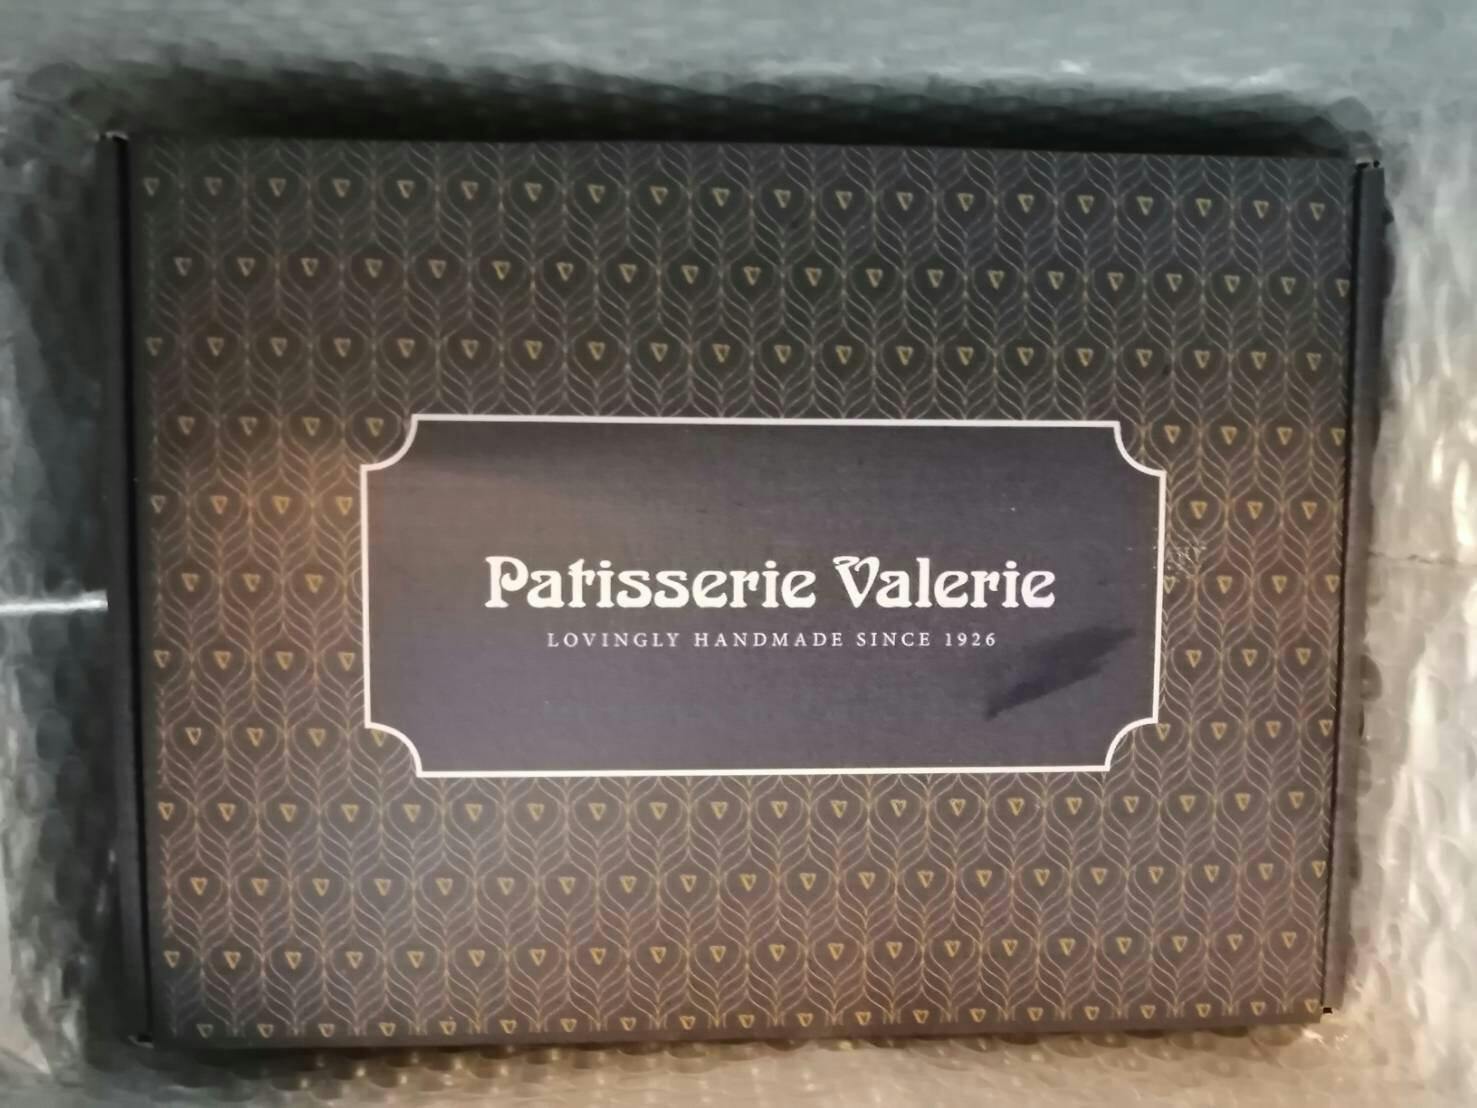 Patisserie Valerie
LOVINGLY HANDMADE SINCE 1926